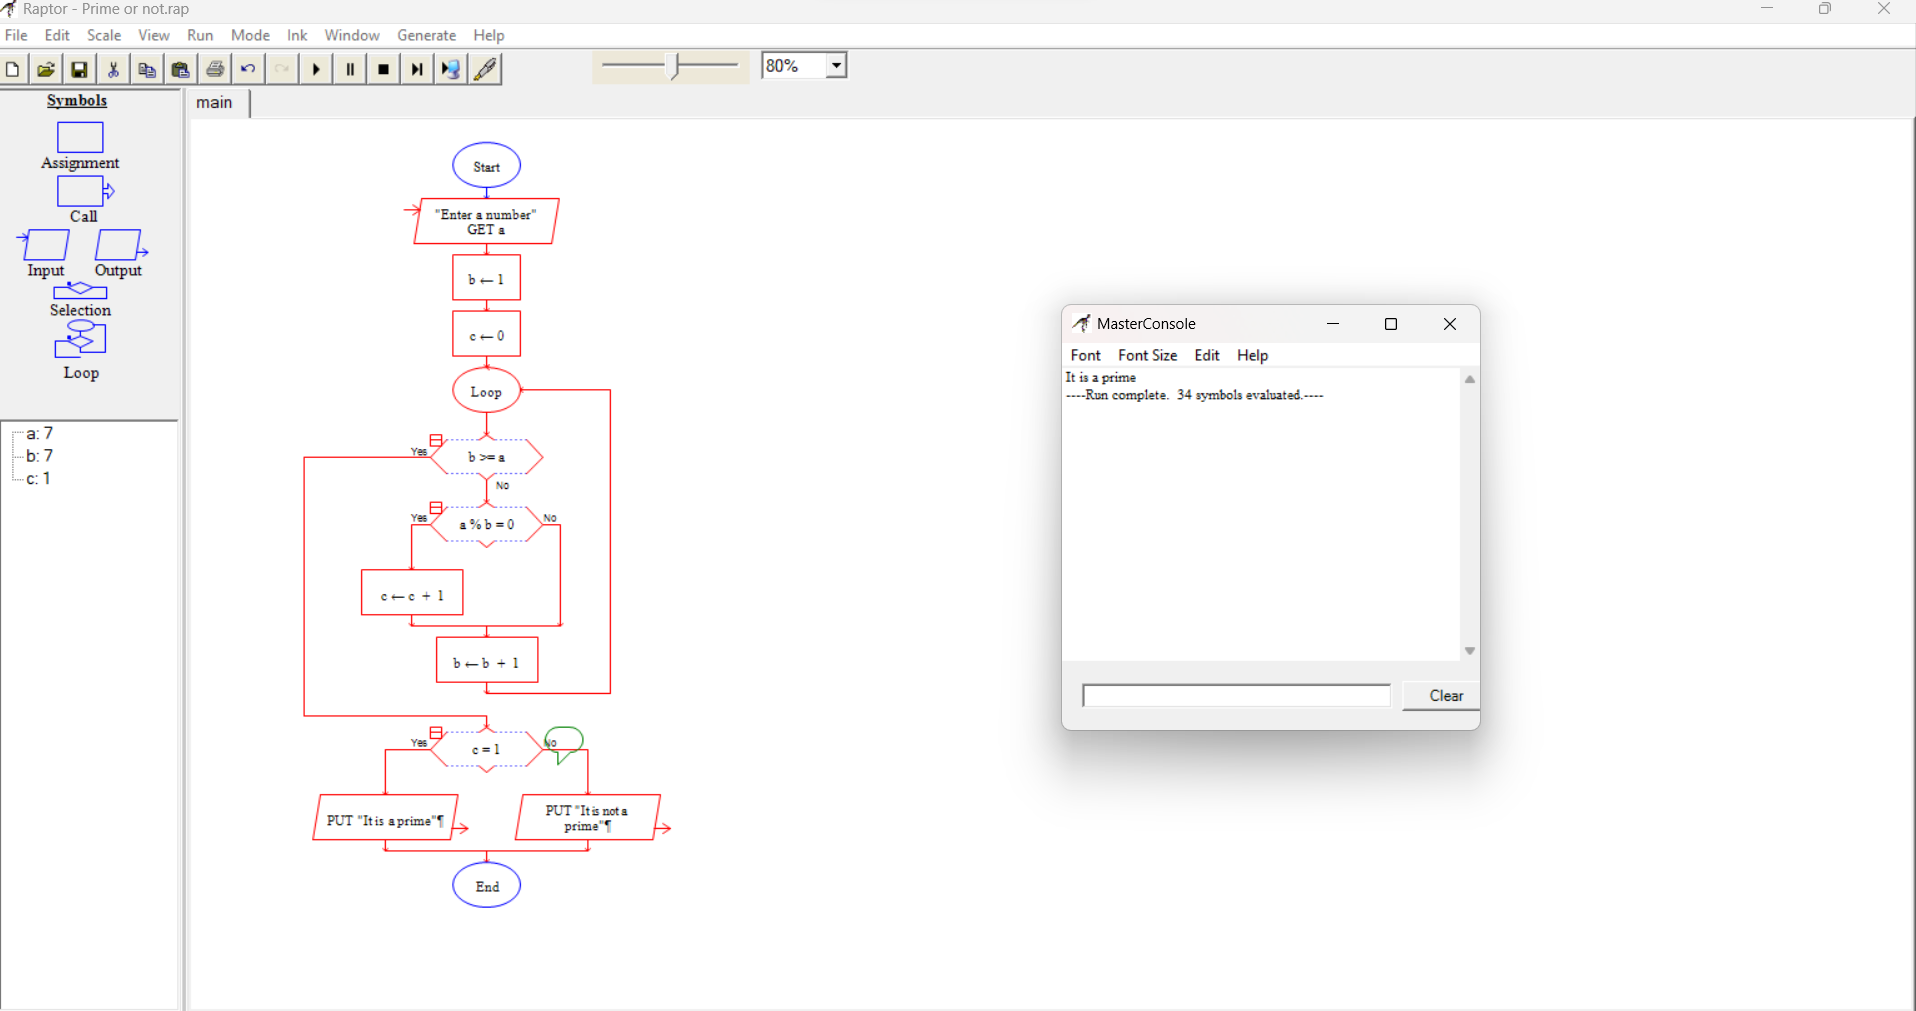 Raptor - Prime or not.rap
File Edit Scale View Run Mode Ink Window Generate Help
80%
Symbols
Assignment
Call
Input Output
Selection
Loop
a: 7
b: 7
c: 1
main
Start
"Enter a number"
GET a
b ← 1
c ← 0
Loop
Yes
b >= a
No
Yes
a % b = 0
No
c ← c + 1
b ← b + 1
Yes
c = 1
No
PUT "It is a prime"¶
PUT "It is not a
prime"¶
End
MasterConsole
Font Font Size Edit Help
It is a prime
----Run complete. 34 symbols evaluated.----
Clear